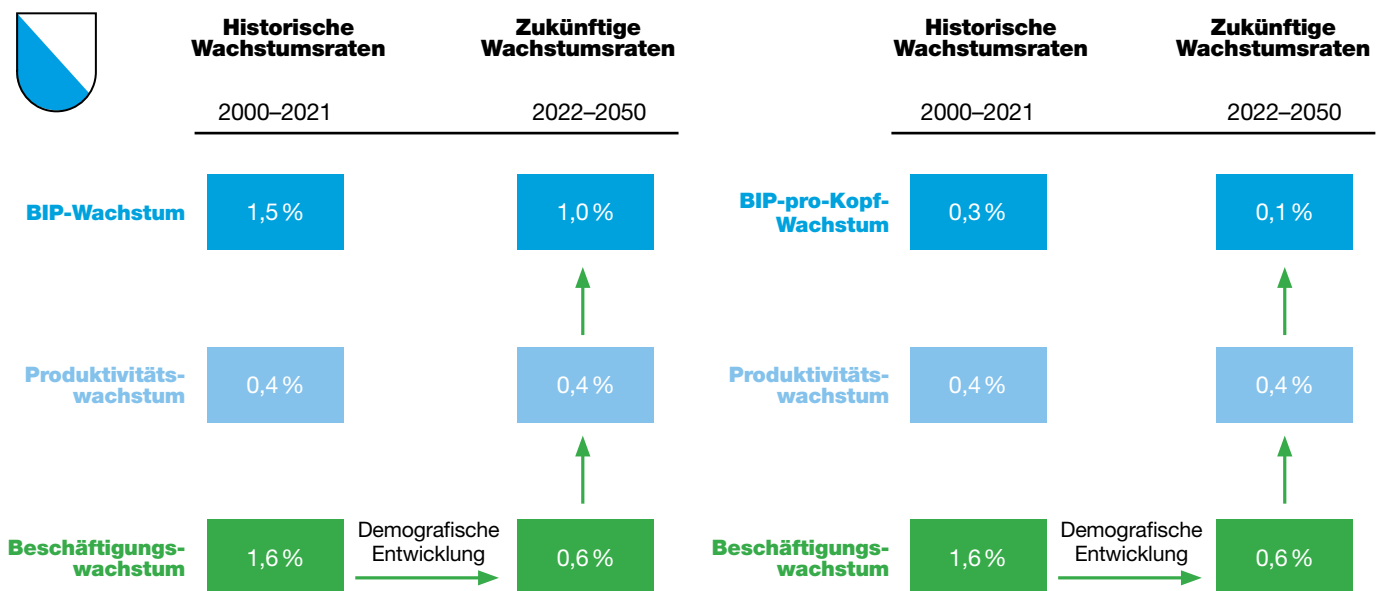 Historische
Wachstumsraten
Zukünftige
Wachstumsraten
2000–2021
2022–2050
BIP-Wachstum
1,5 %
1,0 %
Produktivitäts-
wachstum
0,4 %
0,4 %
Beschäftigungs-
wachstum
1,6 %
Demografische
Entwicklung
0,6 %
Historische
Wachstumsraten
Zukünftige
Wachstumsraten
2000–2021
2022–2050
BIP-pro-Kopf-
Wachstum
0,3 %
0,1 %
Produktivitäts-
wachstum
0,4 %
0,4 %
Beschäftigungs-
wachstum
1,6 %
Demografische
Entwicklung
0,6 %